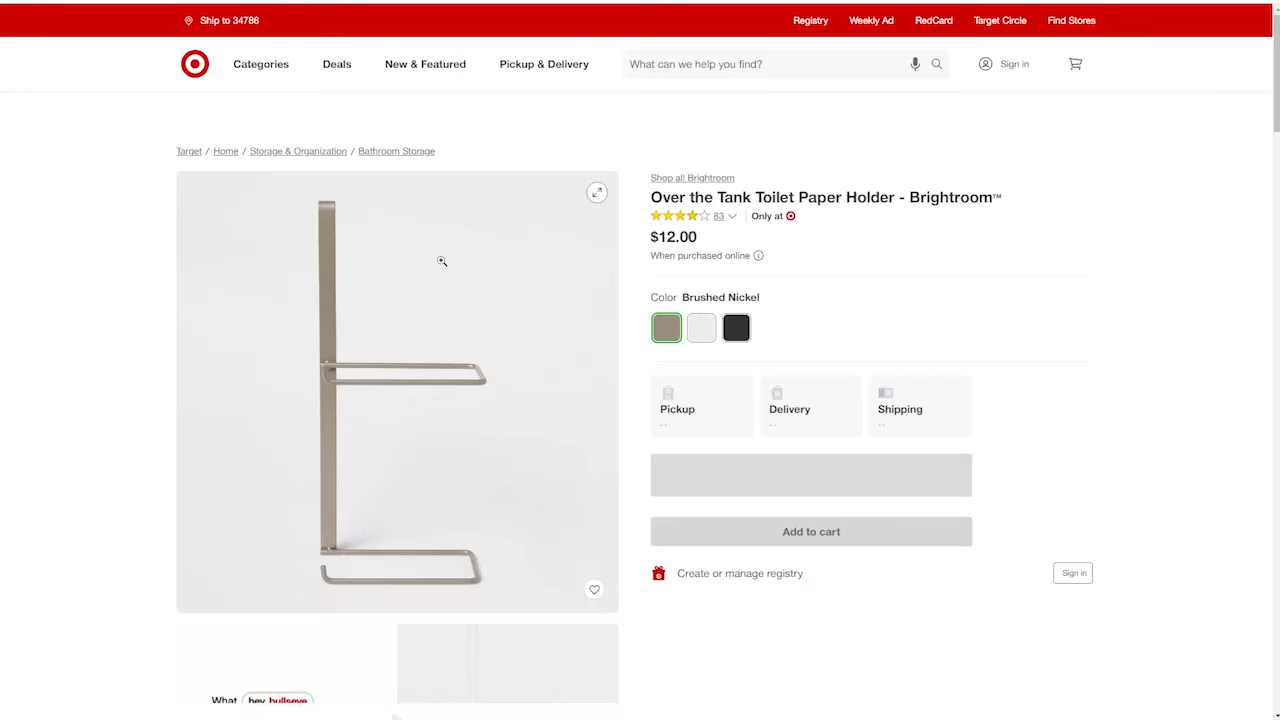 Ship to 34786
Registry
Weekly Ad
RedCard
Target Circle
Find Stores
Categories
Deals
New & Featured
Pickup & Delivery
What can we help you find?
Sign in
Target / Home / Storage & Organization / Bathroom Storage
Shop all Brightroom
Over the Tank Toilet Paper Holder - Brightroom™
83
Only at
$12.00
When purchased online
Color Brushed Nickel
Pickup
--
Delivery
--
Shipping
--
Add to cart
Create or manage registry
Sign in
What hey bullseye